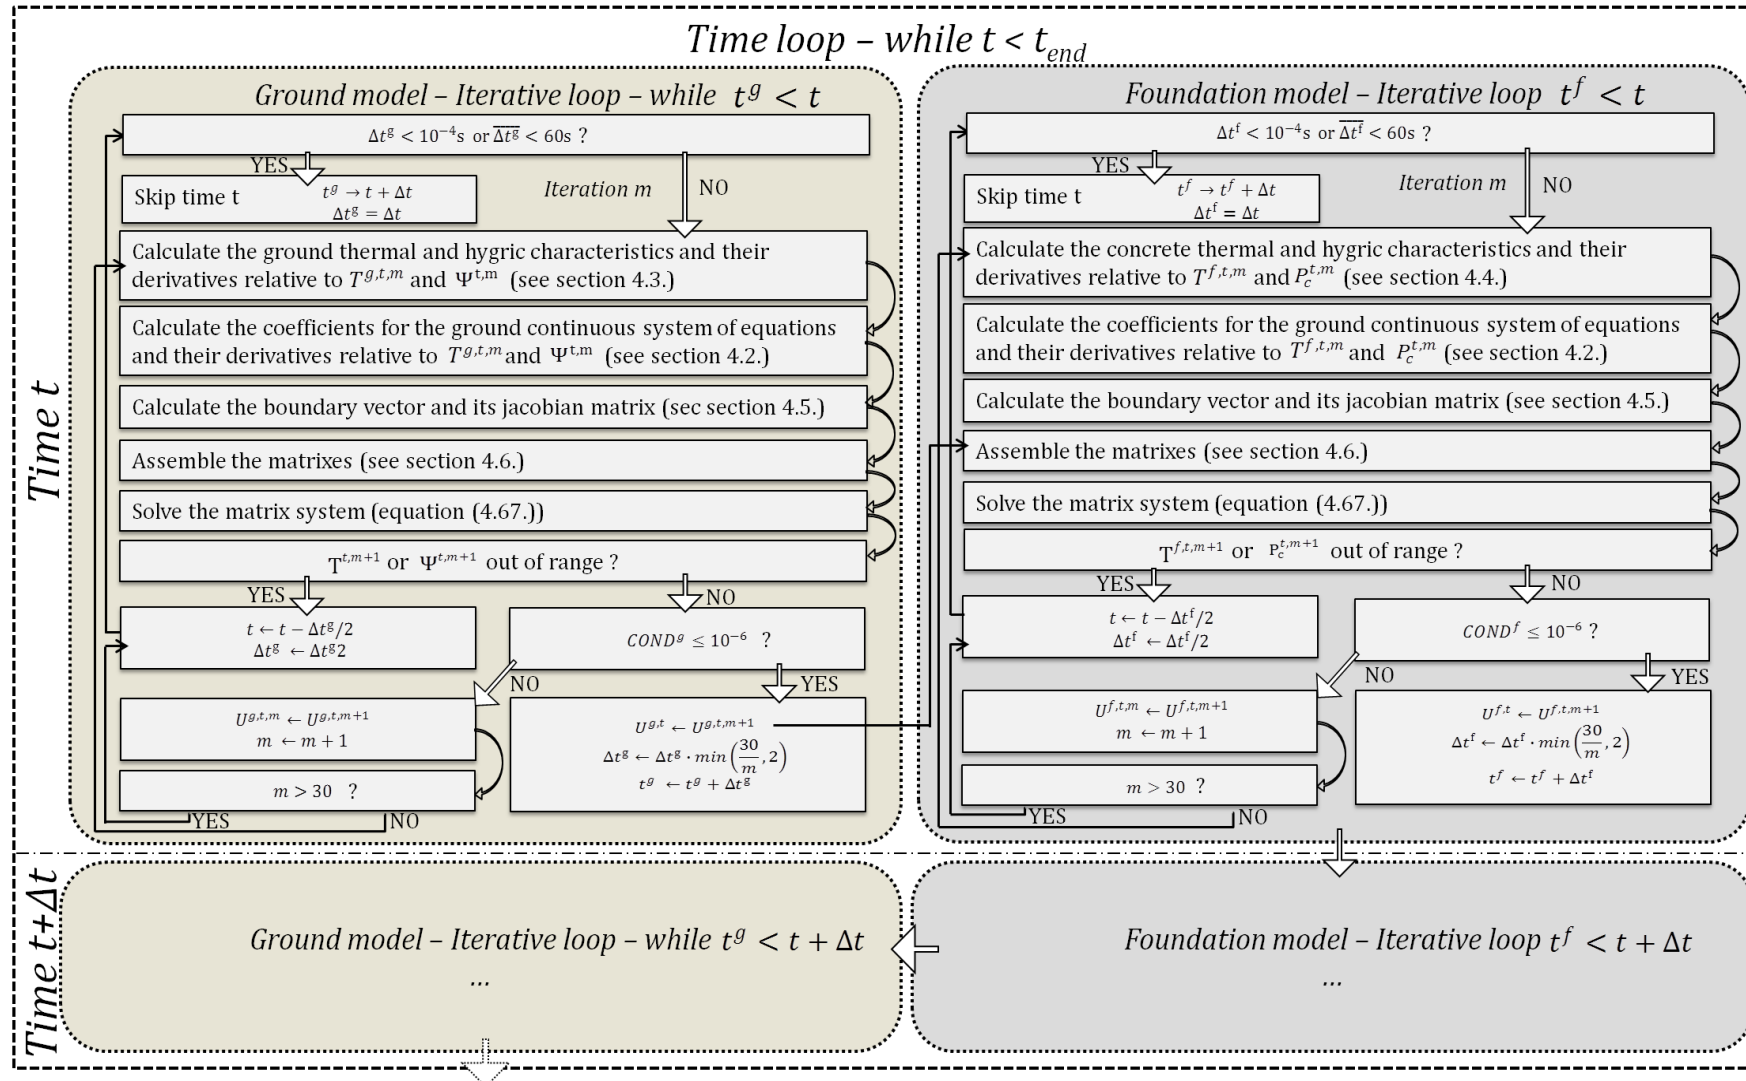 Time loop – while t < t_end
Time t
Ground model – Iterative loop – while t^g < t
Δt^g < 10^−4 s or \overline{Δt^g} < 60s ?
YES
NO
Iteration m
Skip time t
t^g → t + Δt
Δt^g = Δt
Calculate the ground thermal and hygric characteristics and their
derivatives relative to T^{g,t,m} and Ψ^{t,m} (see section 4.3.)
Calculate the coefficients for the ground continuous system of equations
and their derivatives relative to T^{g,t,m} and Ψ^{t,m} (see section 4.2.)
Calculate the boundary vector and its jacobian matrix (sec section 4.5.)
Assemble the matrixes (see section 4.6.)
Solve the matrix system (equation (4.67.))
T^{t,m+1} or Ψ^{t,m+1} out of range ?
YES
NO
t ← t − Δt^g/2
Δt^g ← Δt^g2
COND^g ≤ 10^−6 ?
NO
YES
U^{g,t,m} ← U^{g,t,m+1}
m ← m + 1
U^{g,t} ← U^{g,t,m+1}
Δt^g ← Δt^g · min(30/m, 2)
t^g ← t^g + Δt^g
m > 30 ?
YES
NO
Foundation model – Iterative loop t^f < t
Δt^f < 10^−4 s or \overline{Δt^f} < 60s ?
YES
NO
Iteration m
Skip time t
t^f → t^f + Δt
Δt^f = Δt
Calculate the concrete thermal and hygric characteristics and their
derivatives relative to T^{f,t,m} and P_c^{t,m} (see section 4.4.)
Calculate the coefficients for the ground continuous system of equations
and their derivatives relative to T^{f,t,m} and P_c^{t,m} (see section 4.2.)
Calculate the boundary vector and its jacobian matrix (see section 4.5.)
Assemble the matrixes (see section 4.6.)
Solve the matrix system (equation (4.67.))
T^{f,t,m+1} or P_c^{t,m+1} out of range ?
YES
NO
t ← t − Δt^f/2
Δt^f ← Δt^f/2
COND^f ≤ 10^−6 ?
NO
YES
U^{f,t,m} ← U^{f,t,m+1}
m ← m + 1
U^{f,t} ← U^{f,t,m+1}
Δt^f ← Δt^f · min(30/m, 2)
t^f ← t^f + Δt^f
m > 30 ?
YES
NO
Time t+Δt
Ground model – Iterative loop – while t^g < t + Δt
...
Foundation model – Iterative loop t^f < t + Δt
...